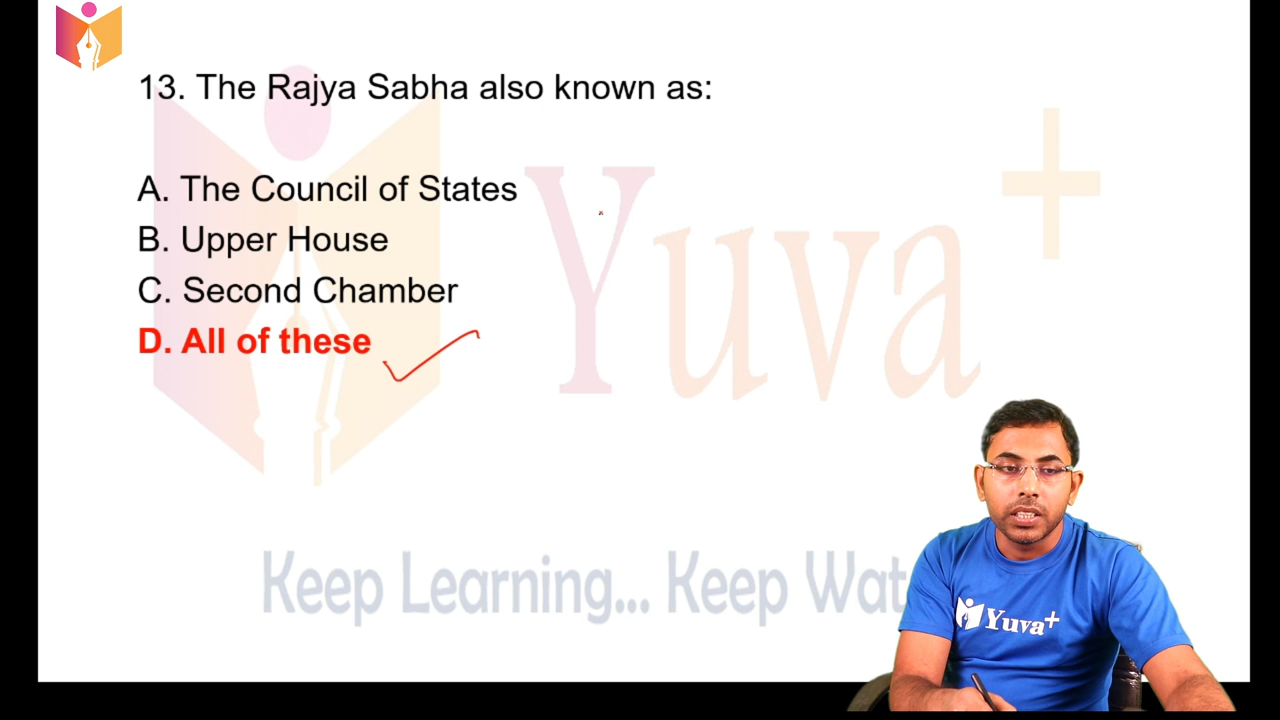 13. The Rajya Sabha also known as:
A. The Council of States
B. Upper House
C. Second Chamber
D. All of these
Yuva+
Keep Learning... Keep Wat
Yuva+